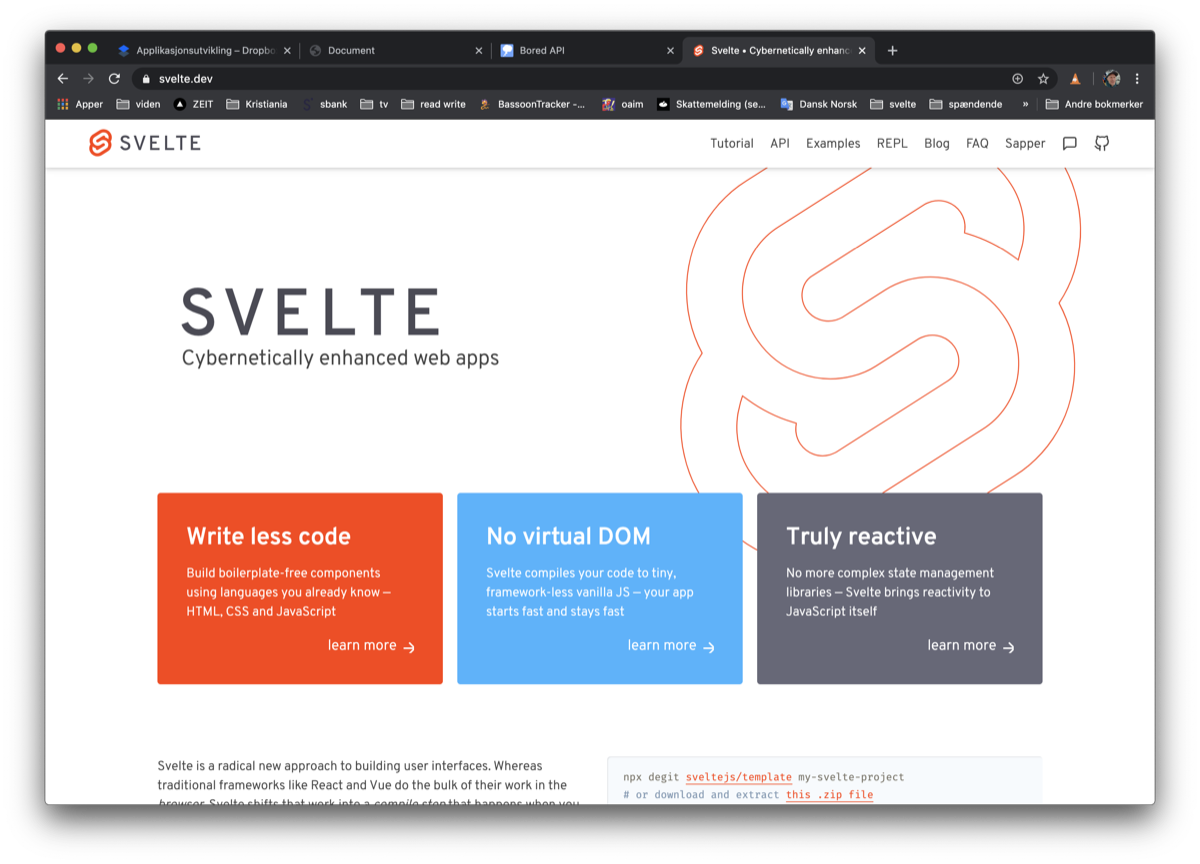 Applikasjonsutvikling – Dropbo
Document
Bored API
Svelte • Cybernetically enhanc
svelte.dev
Apper
viden
ZEIT
Kristiania
sbank
tv
read write
BassoonTracker -...
oaim
Skattemelding (se...
Dansk Norsk
svelte
spændende
»
Andre bokmerker
SVELTE
Tutorial
API
Examples
REPL
Blog
FAQ
Sapper
SVELTE
Cybernetically enhanced web apps
Write less code
Build boilerplate-free components
using languages you already know —
HTML, CSS and JavaScript
learn more
No virtual DOM
Svelte compiles your code to tiny,
framework-less vanilla JS — your app
starts fast and stays fast
learn more
Truly reactive
No more complex state management
libraries — Svelte brings reactivity to
JavaScript itself
learn more
Svelte is a radical new approach to building user interfaces. Whereas
traditional frameworks like React and Vue do the bulk of their work in the
browser, Svelte shifts that work into a compile step that happens when you
npx degit sveltejs/template my-svelte-project
# or download and extract this .zip file